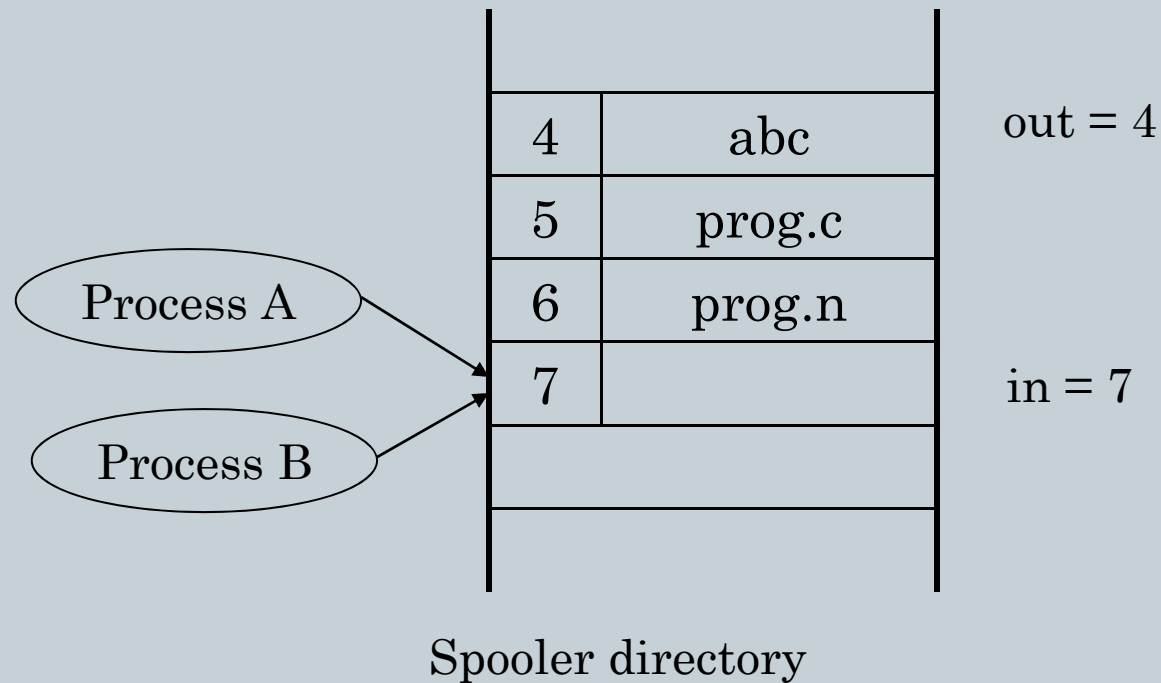 4 abc
out = 4
5 prog.c
Process A
6 prog.n
7
in = 7
Process B
Spooler directory